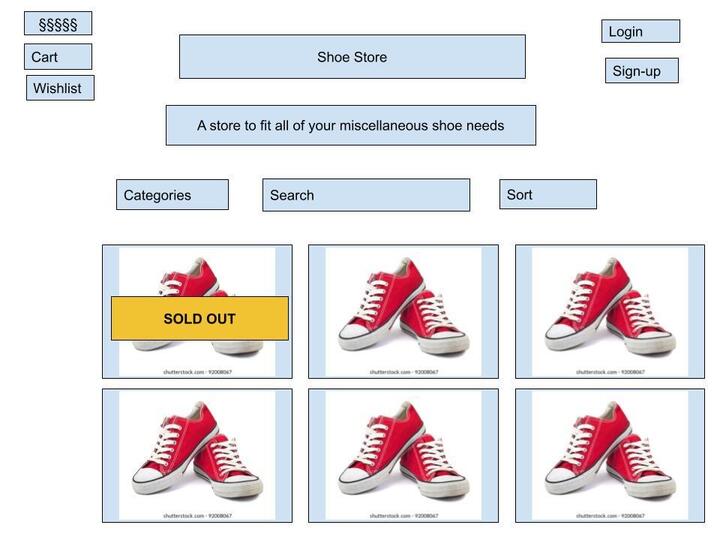 §§§§§
Login
Cart
Shoe Store
Sign-up
Wishlist
A store to fit all of your miscellaneous shoe needs
Categories
Search
Sort
SOLD OUT
shutterstock.com · 92008067
shutterstock.com · 92008067
shutterstock.com · 92008067
shutterstock.com · 92008067
shutterstock.com · 92008067
shutterstock.com · 92008067